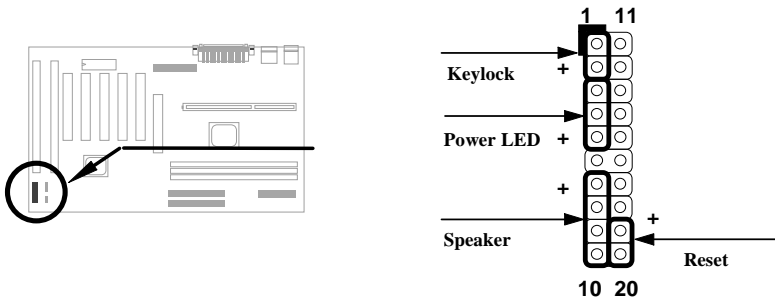 1 11
Keylock +
Power LED +
+
+
Speaker
Reset
10 20